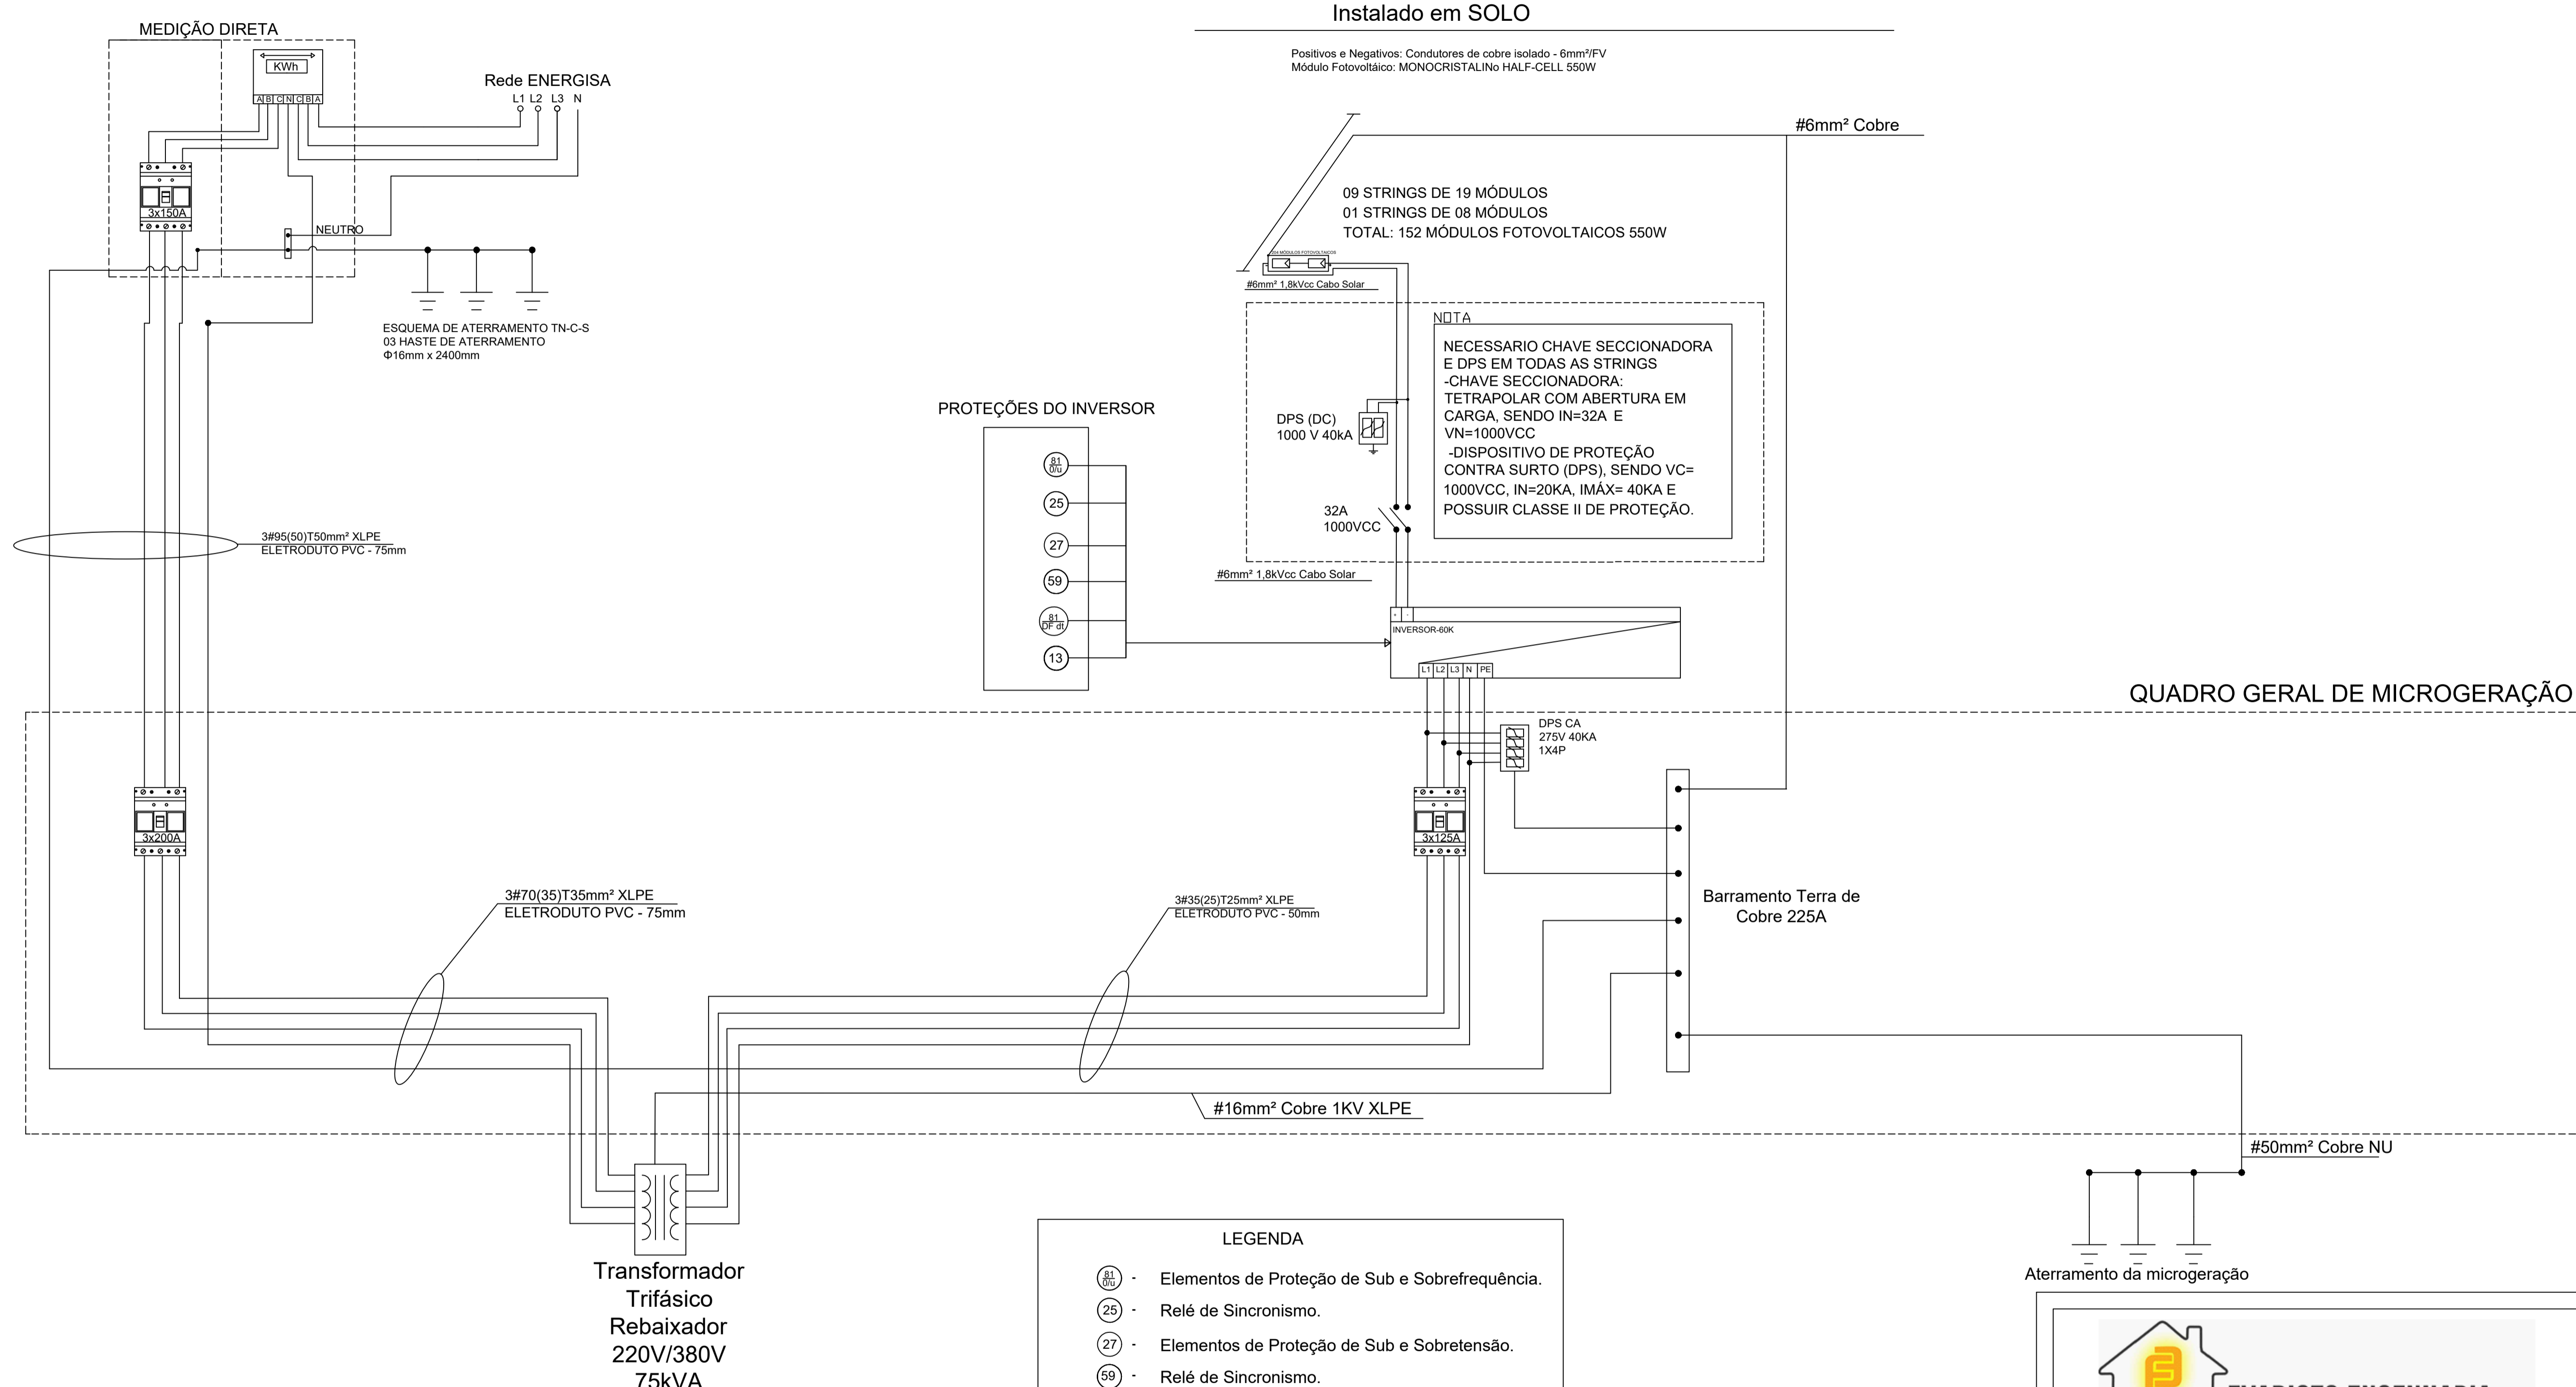 Instalado em SOLO
Positivos e Negativos: Condutores de cobre isolado - 6mm²/FV
Módulo Fotovoltáico: MONOCRISTALINo HALF-CELL 550W
MEDIÇÃO DIRETA
KWh
A B C N C B A
Rede ENERGISA
L1 L2 L3 N
3x150A
NEUTRO
ESQUEMA DE ATERRAMENTO TN-C-S
03 HASTE DE ATERRAMENTO
Φ16mm x 2400mm
#6mm² Cobre
09 STRINGS DE 19 MÓDULOS
01 STRINGS DE 08 MÓDULOS
TOTAL: 152 MÓDULOS FOTOVOLTAICOS 550W
MÓDULOS FOTOVOLTAICOS
#6mm² 1,8kVcc Cabo Solar
NOTA
NECESSARIO CHAVE SECCIONADORA
E DPS EM TODAS AS STRINGS
-CHAVE SECCIONADORA:
TETRAPOLAR COM ABERTURA EM
CARGA, SENDO IN=32A E
VN=1000VCC
-DISPOSITIVO DE PROTEÇÃO
CONTRA SURTO (DPS), SENDO VC=
1000VCC, IN=20KA, IMÁX= 40KA E
POSSUIR CLASSE II DE PROTEÇÃO.
DPS (DC)
1000 V 40kA
32A
1000VCC
#6mm² 1,8kVcc Cabo Solar
PROTEÇÕES DO INVERSOR
81
0/u
25
27
59
81
DF dt
13
3#95(50)T50mm² XLPE
ELETRODUTO PVC - 75mm
+ -
INVERSOR-60K
L1 L2 L3 N PE
QUADRO GERAL DE MICROGERAÇÃO
DPS CA
275V 40KA
1X4P
3x200A
3x125A
3#70(35)T35mm² XLPE
ELETRODUTO PVC - 75mm
3#35(25)T25mm² XLPE
ELETRODUTO PVC - 50mm
Barramento Terra de
Cobre 225A
#16mm² Cobre 1KV XLPE
#50mm² Cobre NU
Aterramento da microgeração
Transformador
Trifásico
Rebaixador
220V/380V
75kVA
LEGENDA
81
0/u - Elementos de Proteção de Sub e Sobrefrequência.
25 - Relé de Sincronismo.
27 - Elementos de Proteção de Sub e Sobretensão.
59 - Relé de Sincronismo.